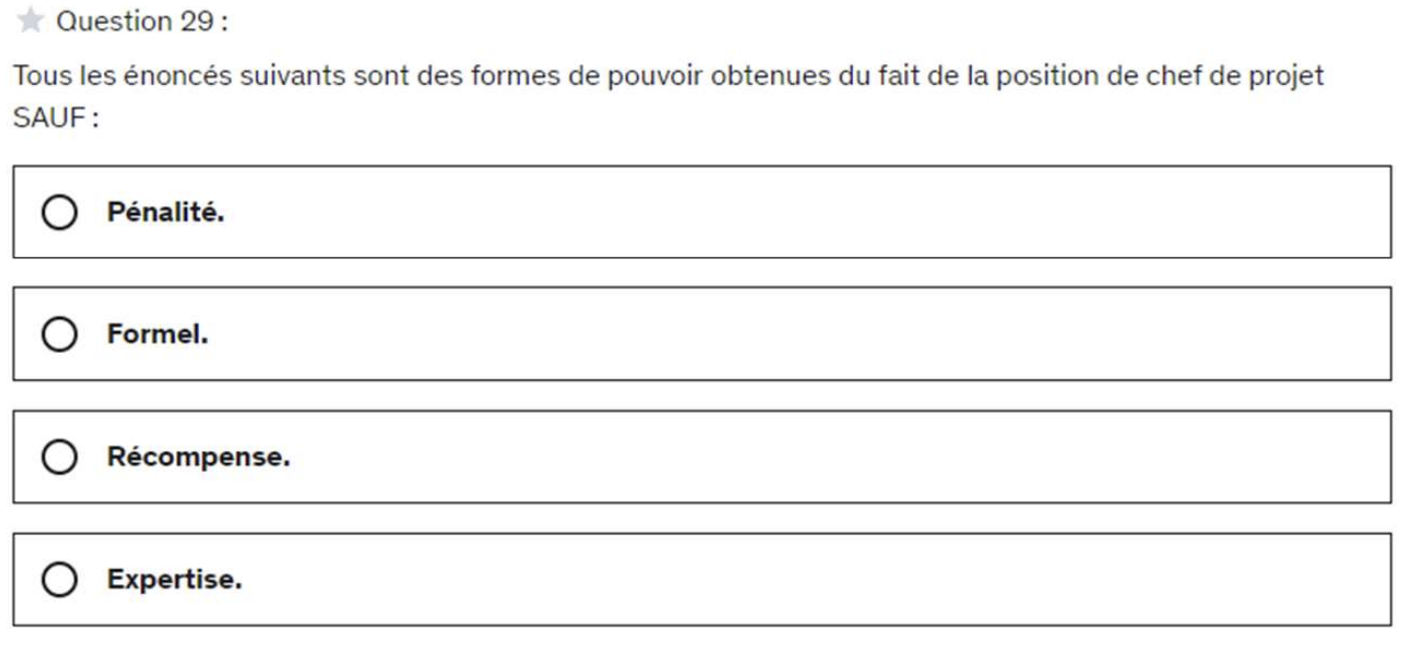 Question 29 :
Tous les énoncés suivants sont des formes de pouvoir obtenues du fait de la position de chef de projet
SAUF :
Pénalité.
Formel.
Récompense.
Expertise.